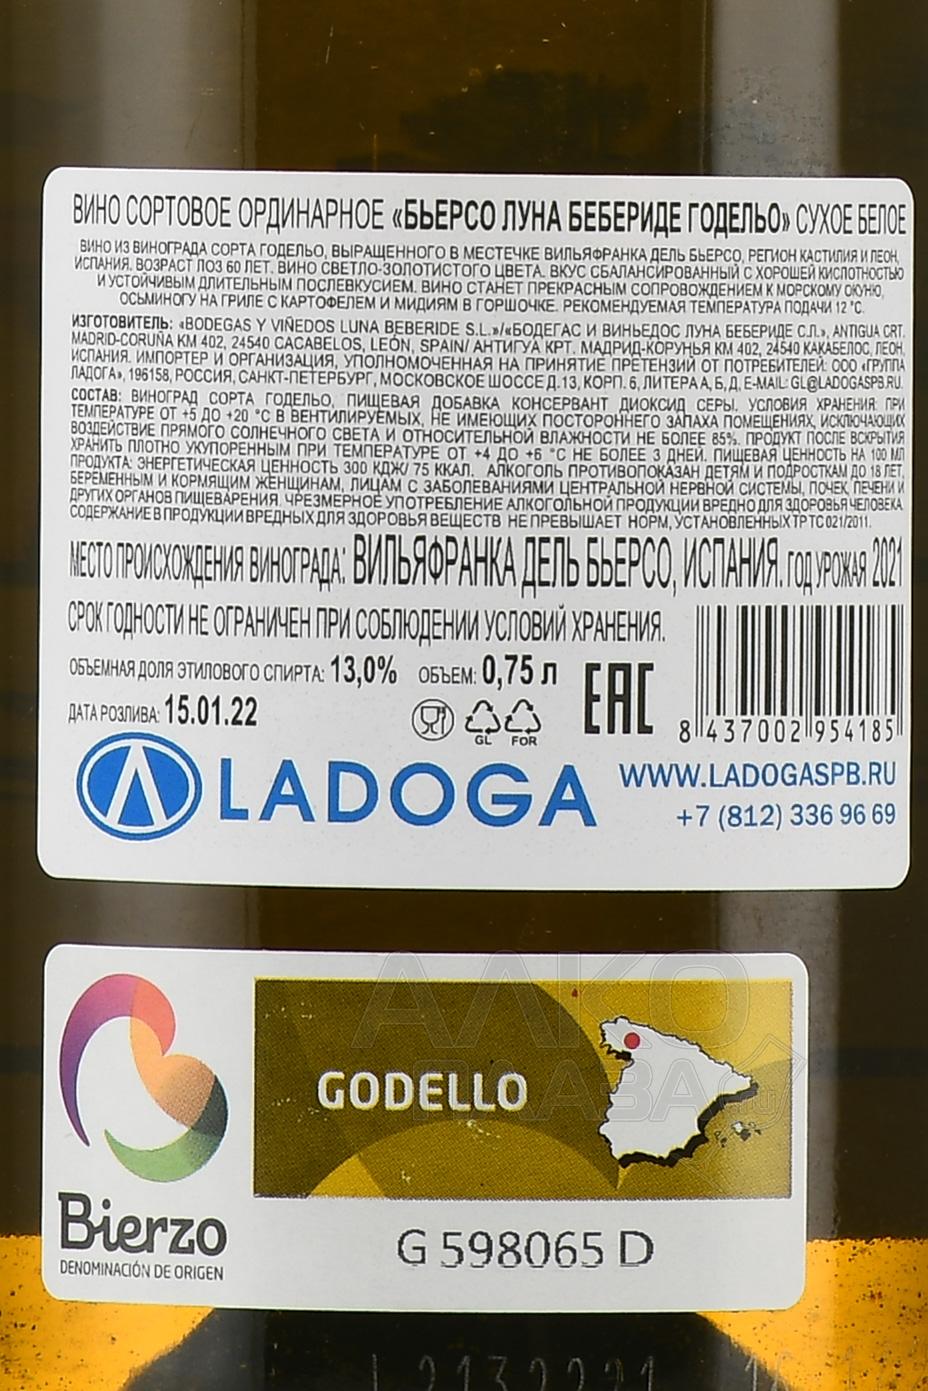 ВИНО СОРТОВОЕ ОРДИНАРНОЕ «БЬЕРСО ЛУНА БЕБЕРИДЕ ГОДЕЛЬО» СУХОЕ БЕЛОЕ
ВИНО ИЗ ВИНОГРАДА СОРТА ГОДЕЛЬО, ВЫРАЩЕННОГО В МЕСТЕЧКЕ ВИЛЬЯФРАНКА ДЕЛЬ БЬЕРСО, РЕГИОН КАСТИЛИЯ И ЛЕОН,
ИСПАНИЯ. ВОЗРАСТ ЛОЗ 60 ЛЕТ. ВИНО СВЕТЛО-ЗОЛОТИСТОГО ЦВЕТА. ВКУС СБАЛАНСИРОВАННЫЙ С ХОРОШЕЙ КИСЛОТНОСТЬЮ
И УСТОЙЧИВЫМ ДЛИТЕЛЬНЫМ ПОСЛЕВКУСИЕМ. ВИНО СТАНЕТ ПРЕКРАСНЫМ СОПРОВОЖДЕНИЕМ К МОРСКОМУ ОКУНЮ,
ОСЬМИНОГУ НА ГРИЛЕ С КАРТОФЕЛЕМ И МИДИЯМ В ГОРШОЧКЕ. РЕКОМЕНДУЕМАЯ ТЕМПЕРАТУРА ПОДАЧИ 12 °С.
ИЗГОТОВИТЕЛЬ: «BODEGAS Y VIÑEDOS LUNA BEBERIDE S.L.»/«БОДЕГАС И ВИНЬЕДОС ЛУНА БЕБЕРИДЕ С.Л.», ANTIGUA CRT.
MADRID-CORUÑA KM 402, 24540 CACABELOS, LEÓN, SPAIN/ АНТИГУА КРТ. МАДРИД-КОРУНЬЯ КМ 402, 24540 КАКАБЕЛОС, ЛЕОН,
ИСПАНИЯ. ИМПОРТЕР И ОРГАНИЗАЦИЯ, УПОЛНОМОЧЕННАЯ НА ПРИНЯТИЕ ПРЕТЕНЗИЙ ОТ ПОТРЕБИТЕЛЕЙ: ООО «ГРУППА
ЛАДОГА», 196158, РОССИЯ, САНКТ-ПЕТЕРБУРГ, МОСКОВСКОЕ ШОССЕ Д.13, КОРП. 6, ЛИТЕРА А, Б, Д, E-MAIL: GL@LADOGASPB.RU.
СОСТАВ: ВИНОГРАД СОРТА ГОДЕЛЬО, ПИЩЕВАЯ ДОБАВКА КОНСЕРВАНТ ДИОКСИД СЕРЫ. УСЛОВИЯ ХРАНЕНИЯ: ПРИ
ТЕМПЕРАТУРЕ ОТ +5 ДО +20 °С В ВЕНТИЛИРУЕМЫХ, НЕ ИМЕЮЩИХ ПОСТОРОННЕГО ЗАПАХА ПОМЕЩЕНИЯХ, ИСКЛЮЧАЮЩИХ
ВОЗДЕЙСТВИЕ ПРЯМОГО СОЛНЕЧНОГО СВЕТА И ОТНОСИТЕЛЬНОЙ ВЛАЖНОСТИ НЕ БОЛЕЕ 85%. ПРОДУКТ ПОСЛЕ ВСКРЫТИЯ
ХРАНИТЬ ПЛОТНО УКУПОРЕННЫМ ПРИ ТЕМПЕРАТУРЕ ОТ +4 ДО +6 °С НЕ БОЛЕЕ 3 ДНЕЙ. ПИЩЕВАЯ ЦЕННОСТЬ НА 100 МЛ
ПРОДУКТА: ЭНЕРГЕТИЧЕСКАЯ ЦЕННОСТЬ 300 КДЖ/ 75 ККАЛ. АЛКОГОЛЬ ПРОТИВОПОКАЗАН ДЕТЯМ И ПОДРОСТКАМ ДО 18 ЛЕТ,
БЕРЕМЕННЫМ И КОРМЯЩИМ ЖЕНЩИНАМ, ЛИЦАМ С ЗАБОЛЕВАНИЯМИ ЦЕНТРАЛЬНОЙ НЕРВНОЙ СИСТЕМЫ, ПОЧЕК, ПЕЧЕНИ И
ДРУГИХ ОРГАНОВ ПИЩЕВАРЕНИЯ. ЧРЕЗМЕРНОЕ УПОТРЕБЛЕНИЕ АЛКОГОЛЬНОЙ ПРОДУКЦИИ ВРЕДНО ДЛЯ ЗДОРОВЬЯ ЧЕЛОВЕКА.
СОДЕРЖАНИЕ В ПРОДУКЦИИ ВРЕДНЫХ ДЛЯ ЗДОРОВЬЯ ВЕЩЕСТВ НЕ ПРЕВЫШАЕТ НОРМ, УСТАНОВЛЕННЫХ ТР ТС 021/2011.
МЕСТО ПРОИСХОЖДЕНИЯ ВИНОГРАДА: ВИЛЬЯФРАНКА ДЕЛЬ БЬЕРСО, ИСПАНИЯ. ГОД УРОЖАЯ 2021
СРОК ГОДНОСТИ НЕ ОГРАНИЧЕН ПРИ СОБЛЮДЕНИИ УСЛОВИЙ ХРАНЕНИЯ.
ОБЪЕМНАЯ ДОЛЯ ЭТИЛОВОГО СПИРТА: 13,0% ОБЪЕМ: 0,75 л
ДАТА РОЗЛИВА: 15.01.22
GL FOR
EAC
8 437002 954185
LADOGA
WWW.LADOGASPB.RU
+7 (812) 336 96 69
АЛКО
ПЛАВА.ru
GODELLO
Bierzo
DENOMINACIÓN DE ORIGEN
G 598065 D
L2132221